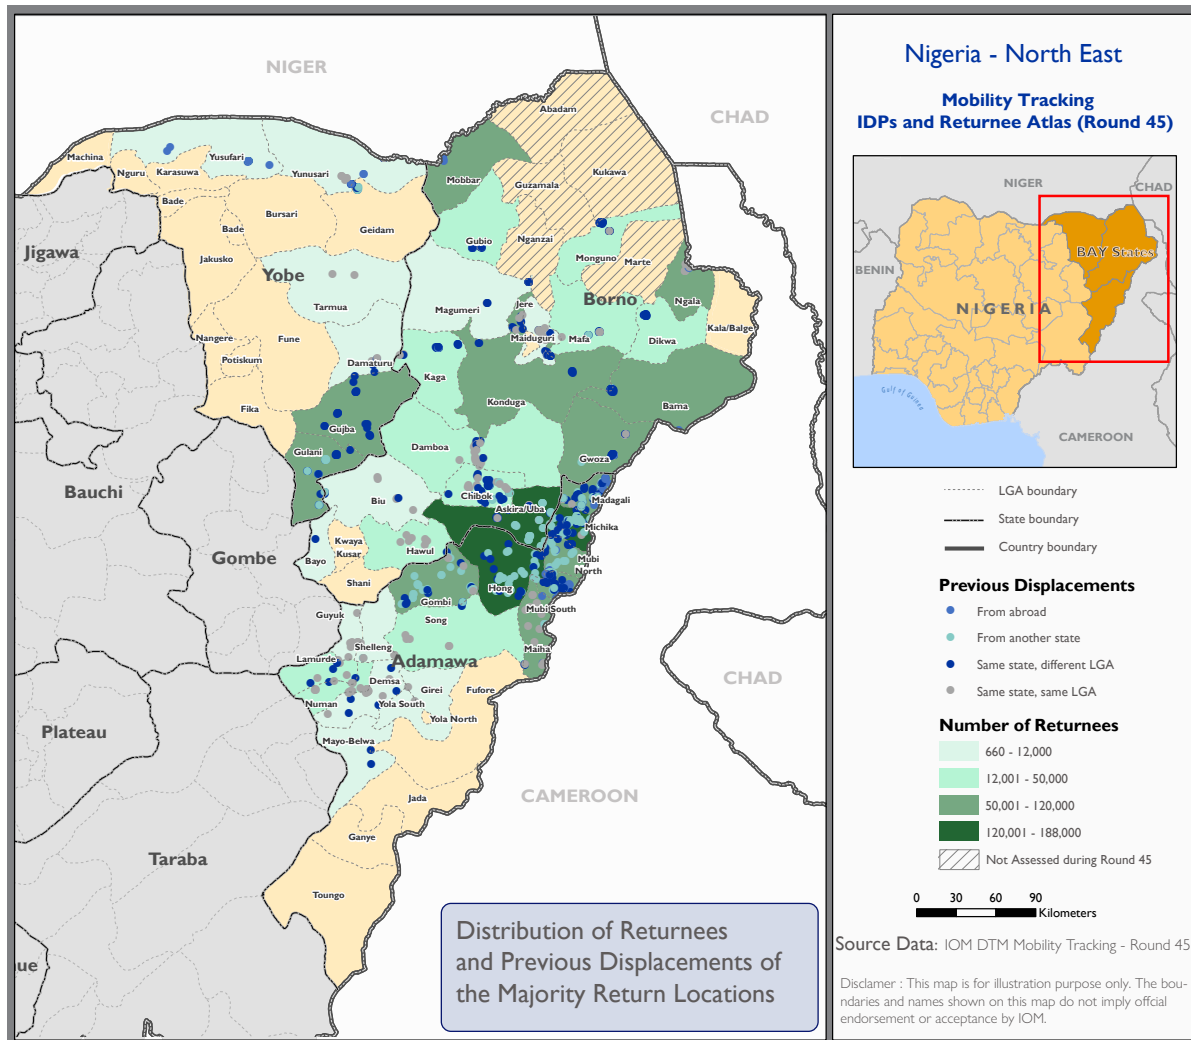 NIGER
CHAD
Abadam
Machina
Nguru
Karasuwa
Yusufari
Yunusari
Mobbar
Kukawa
Guzamala
Bade
Bursari
Bade
Geidam
Gubio
Nganzai
Monguno
Marte
Jigawa
Jakusko
Yobe
Borno
Ngala
Tarmua
Magumeri
Jere
Kala/Balge
Nangere
Fune
Maiduguri
Mafa
Dikwa
Potiskum
Damaturu
Kaga
Fika
Konduga
Bama
Gujba
Gulani
Damboa
Gwoza
Bauchi
Biu
Chibok
Askira/Uba
Madagali
Michika
Gombe
Kwaya
Kusar
Hawul
Bayo
Mubi
North
Shani
Hong
Gombi
Guyuk
Song
Mubi South
Shelleng
Maiha
Lamurde
Adamawa
Demsa
Girei
Fufore
CHAD
Numan
Yola South
Yola North
Plateau
Mayo-Belwa
CAMEROON
Jada
Ganye
Taraba
Toungo
ue
Distribution of Returnees
and Previous Displacements of
the Majority Return Locations
Nigeria - North East
Mobility Tracking
IDPs and Returnee Atlas (Round 45)
NIGER
CHAD
BENIN
BAY States
NIGERIA
Gulf of Guinea
CAMEROON
LGA boundary
State boundary
Country boundary
Previous Displacements
From abroad
From another state
Same state, different LGA
Same state, same LGA
Number of Returnees
660 - 12,000
12,001 - 50,000
50,001 - 120,000
120,001 - 188,000
Not Assessed during Round 45
0 30 60 90
Kilometers
Source Data: IOM DTM Mobility Tracking - Round 45
Disclamer : This map is for illustration purpose only. The bou-
ndaries and names shown on this map do not imply offcial
endorsement or acceptance by IOM.